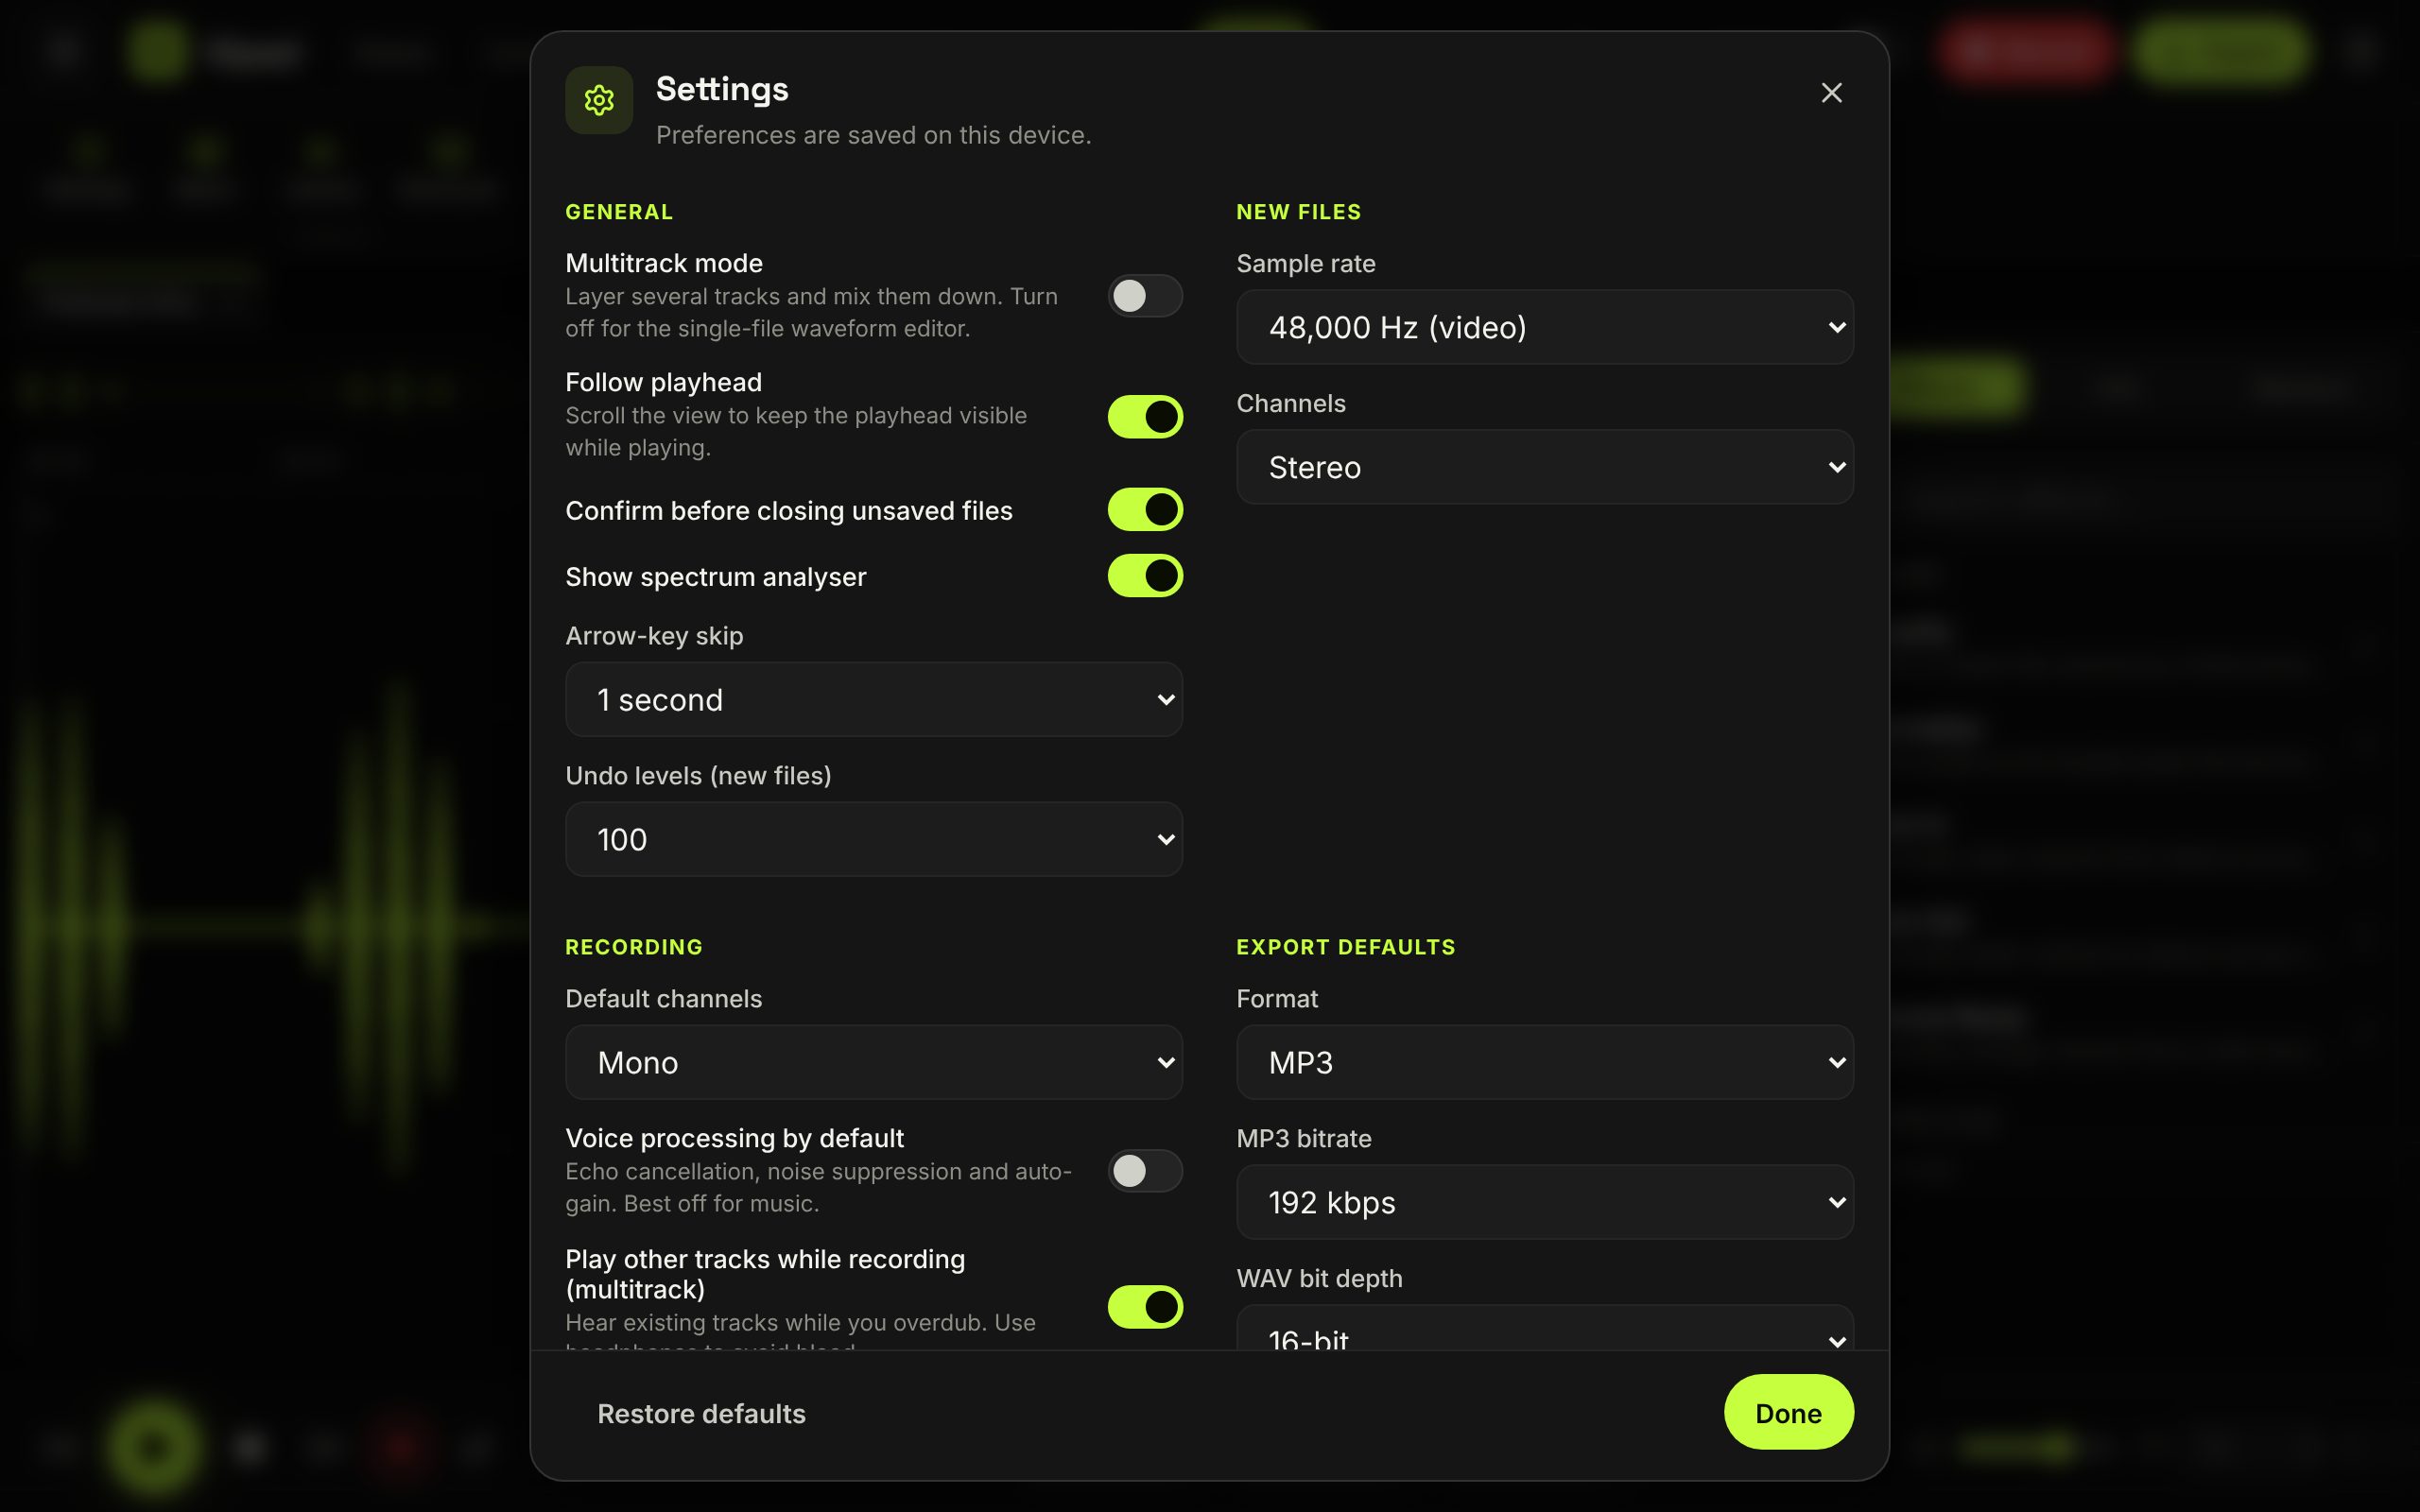 Settings
Preferences are saved on this device.
GENERAL
Multitrack mode
Layer several tracks and mix them down. Turn
off for the single-file waveform editor.
Follow playhead
Scroll the view to keep the playhead visible
while playing.
Confirm before closing unsaved files
Show spectrum analyser
Arrow-key skip
1 second
Undo levels (new files)
100
NEW FILES
Sample rate
48,000 Hz (video)
Channels
Stereo
RECORDING
Default channels
Mono
Voice processing by default
Echo cancellation, noise suppression and auto-
gain. Best off for music.
Play other tracks while recording
(multitrack)
Hear existing tracks while you overdub. Use
headphones to avoid bleed.
EXPORT DEFAULTS
Format
MP3
MP3 bitrate
192 kbps
WAV bit depth
16-bit
Restore defaults
Done